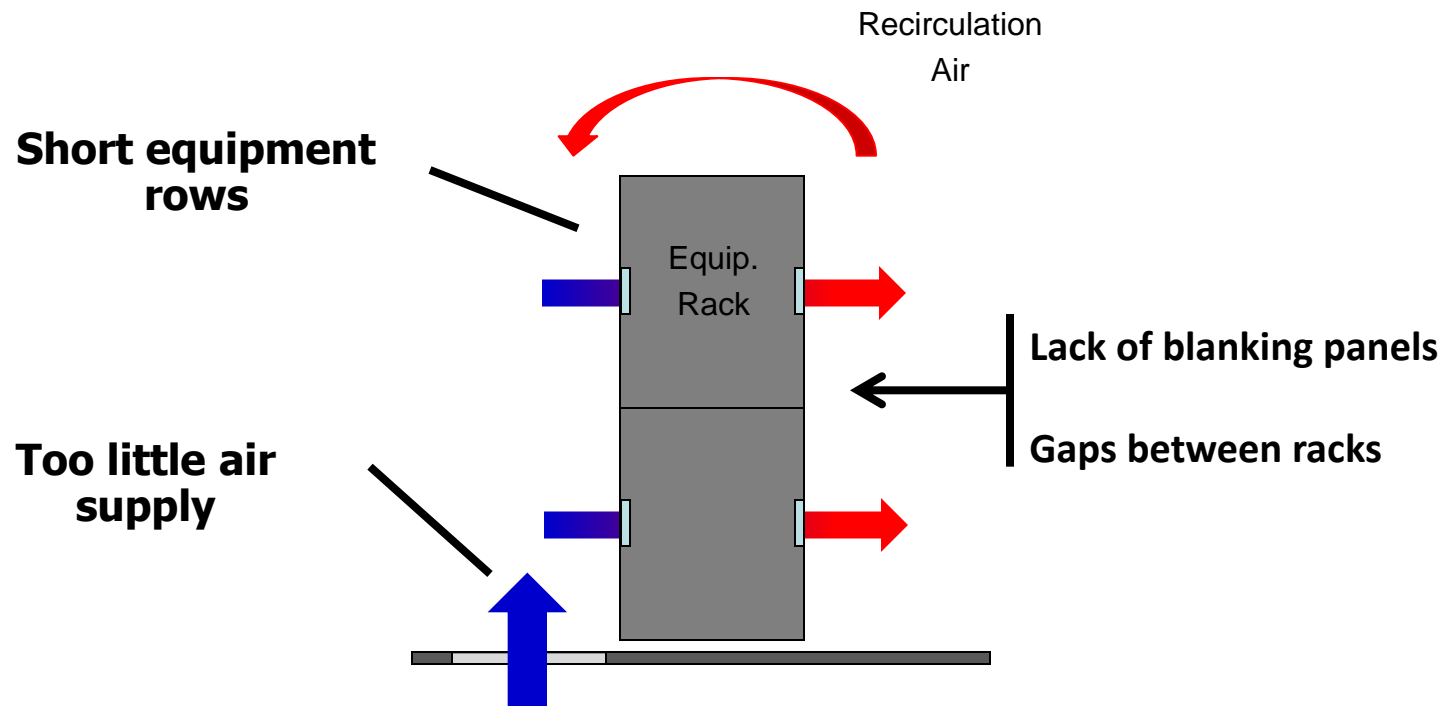 Recirculation
Air
Short equipment
rows
Equip.
Rack
Lack of blanking panels
Gaps between racks
Too little air
supply